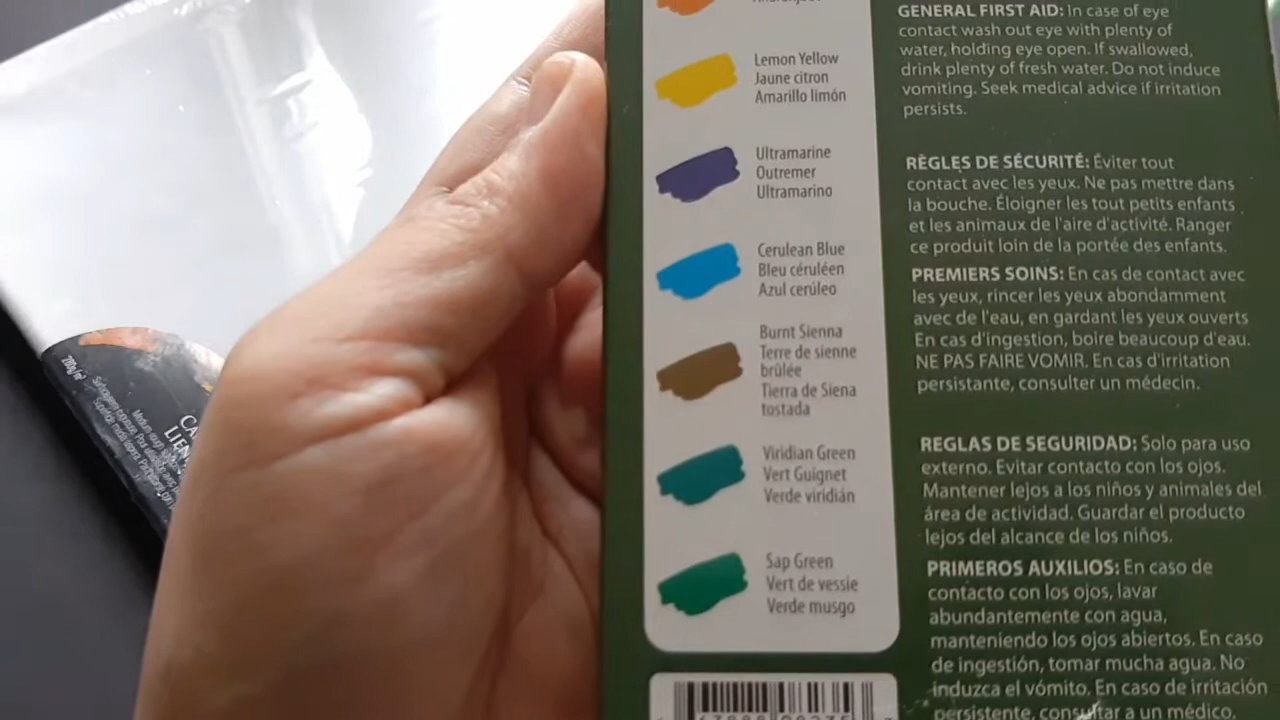 Lemon Yellow
Jaune citron
Amarillo limón
Ultramarine
Outremer
Ultramarino
Cerulean Blue
Bleu céruléen
Azul cerúleo
Burnt Sienna
Terre de sienne
brûlée
Tierra de Siena
tostada
Viridian Green
Vert Guignet
Verde viridián
Sap Green
Vert de vessie
Verde musgo
GENERAL FIRST AID: In case of eye
contact wash out eye with plenty of
water, holding eye open. If swallowed,
drink plenty of fresh water. Do not induce
vomiting. Seek medical advice if irritation
persists.
RÈGLES DE SÉCURITÉ: Éviter tout
contact avec les yeux. Ne pas mettre dans
la bouche. Éloigner les tout petits enfants
et les animaux de l'aire d'activité. Ranger
ce produit loin de la portée des enfants.
PREMIERS SOINS: En cas de contact avec
les yeux, rincer les yeux abondamment
avec de l'eau, en gardant les yeux ouverts
En cas d'ingestion, boire beaucoup d'eau.
NE PAS FAIRE VOMIR. En cas d'irritation
persistante, consulter un médecin.
REGLAS DE SEGURIDAD: Solo para uso
externo. Evitar contacto con los ojos.
Mantener lejos a los niños y animales del
área de actividad. Guardar el producto
lejos del alcance de los niños.
PRIMEROS AUXILIOS: En caso de
contacto con los ojos, lavar
abundantemente con agua,
manteniendo los ojos abiertos. En caso
de ingestión, tomar mucha agua. No
induzca el vómito. En caso de irritación
persistente, consultar a un médico.
200g/m²